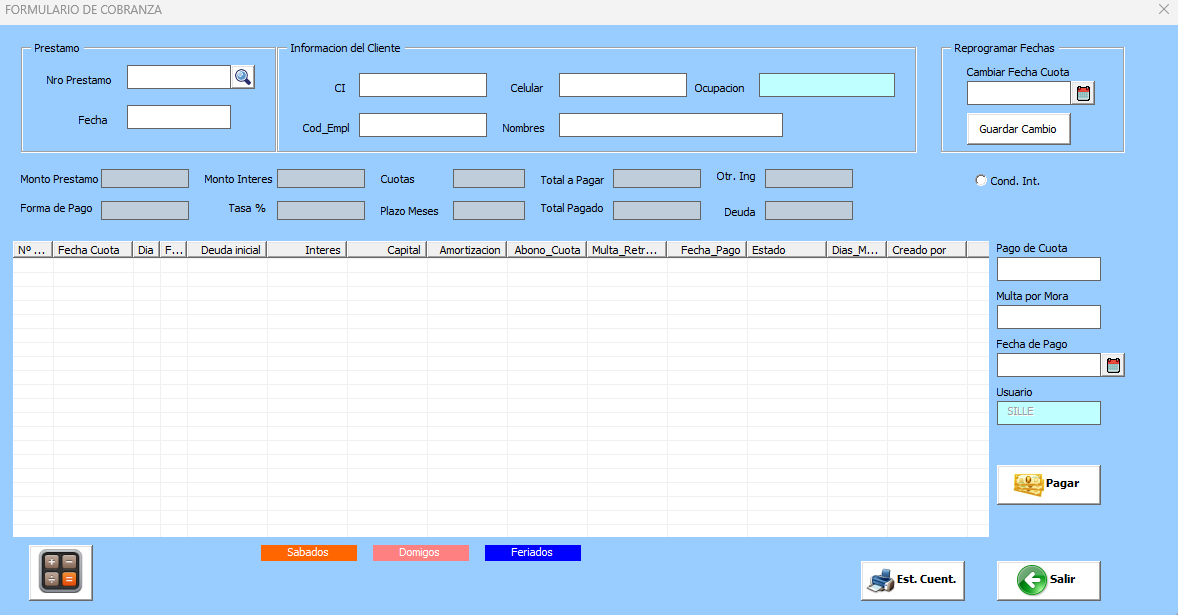 FORMULARIO DE COBRANZA
Prestamo
Informacion del Cliente
Reprogramar Fechas
Nro Prestamo
CI
Celular
Ocupacion
Cambiar Fecha Cuota
Fecha
Cod_Empl
Nombres
Guardar Cambio
Monto Prestamo
Monto Interes
Cuotas
Total a Pagar
Otr. Ing
Cond. Int.
Forma de Pago
Tasa %
Plazo Meses
Total Pagado
Deuda
Nº ... Fecha Cuota Dia F... Deuda inicial Interes Capital Amortizacion Abono_Cuota Multa_Retr... Fecha_Pago Estado Dias_M... Creado por
Pago de Cuota
Multa por Mora
Fecha de Pago
Usuario
SILLE
Pagar
Sabados
Domigos
Feriados
Est. Cuent.
Salir